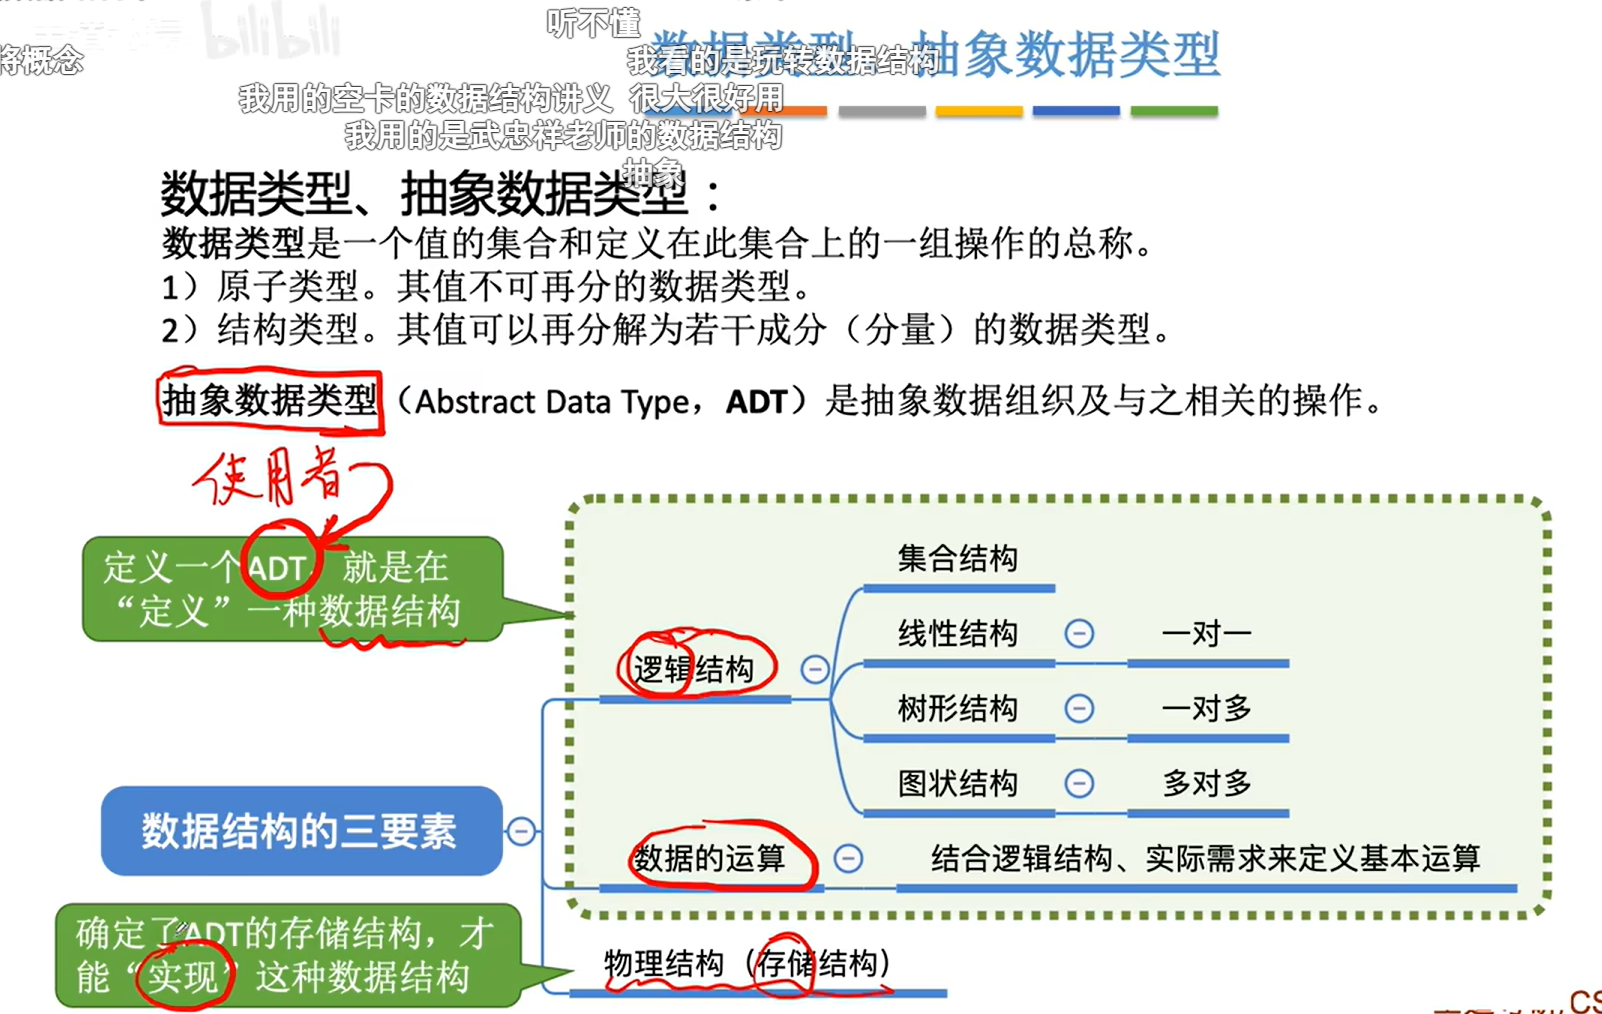 听不懂
数据类型、抽象数据类型
将概念
我看的是玩转数据结构
我用的空卡的数据结构讲义 很大很好用
我用的是武忠祥老师的数据结构
抽象
bilibili
数据类型、抽象数据类型:
数据类型是一个值的集合和定义在此集合上的一组操作的总称。
1）原子类型。其值不可再分的数据类型。
2）结构类型。其值可以再分解为若干成分（分量）的数据类型。
抽象数据类型（Abstract Data Type，ADT）是抽象数据组织及与之相关的操作。
使用者
定义一个ADT，就是在
“定义”一种数据结构
集合结构
线性结构 一对一
逻辑结构
树形结构 一对多
图状结构 多对多
数据结构的三要素
数据的运算 结合逻辑结构、实际需求来定义基本运算
确定了ADT的存储结构，才
能“实现”这种数据结构
物理结构（存储结构）
CS